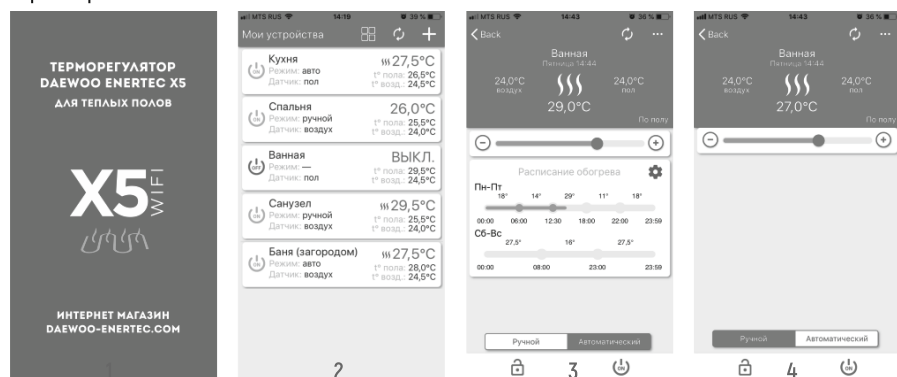 ТЕРМОРЕГУЛЯТОР
DAEWOO ENERTEC X5
ДЛЯ ТЕПЛЫХ ПОЛОВ
X5 WIFI
ИНТЕРНЕТ МАГАЗИН
DAEWOO-ENERTEC.COM
1
MTS RUS 14:19 39 %
Мои устройства
Кухня 27,5°C
Режим: авто t° пола: 26,5°C
Датчик: пол t° возд.: 24,5°C
ON
Спальня 26,0°C
Режим: ручной t° пола: 25,5°C
Датчик: воздух t° возд.: 24,0°C
ON
Ванная ВЫКЛ.
Режим: — t° пола: 29,5°C
Датчик: пол t° возд.: 24,5°C
OFF
Санузел 29,5°C
Режим: ручной t° пола: 25,5°C
Датчик: воздух t° возд.: 24,0°C
ON
Баня (загородом) 27,5°C
Режим: авто t° пола: 28,0°C
Датчик: воздух t° возд.: 24,5°C
ON
2
MTS RUS 14:43 36 %
Back
Ванная
Пятница 14:44
24,0°C 24,0°C
воздух пол
29,0°C
По полу
Расписание обогрева
Пн-Пт
18° 14° 29° 11° 18°
00:00 06:00 12:30 18:00 22:00 23:59
Сб-Вс
27,5° 16° 27,5°
00:00 08:00 23:00 23:59
Ручной Автоматический
3 ON
MTS RUS 14:43 36 %
Back
Ванная
Пятница 14:44
24,0°C 24,0°C
воздух пол
27,0°C
По полу
Ручной Автоматический
4 ON